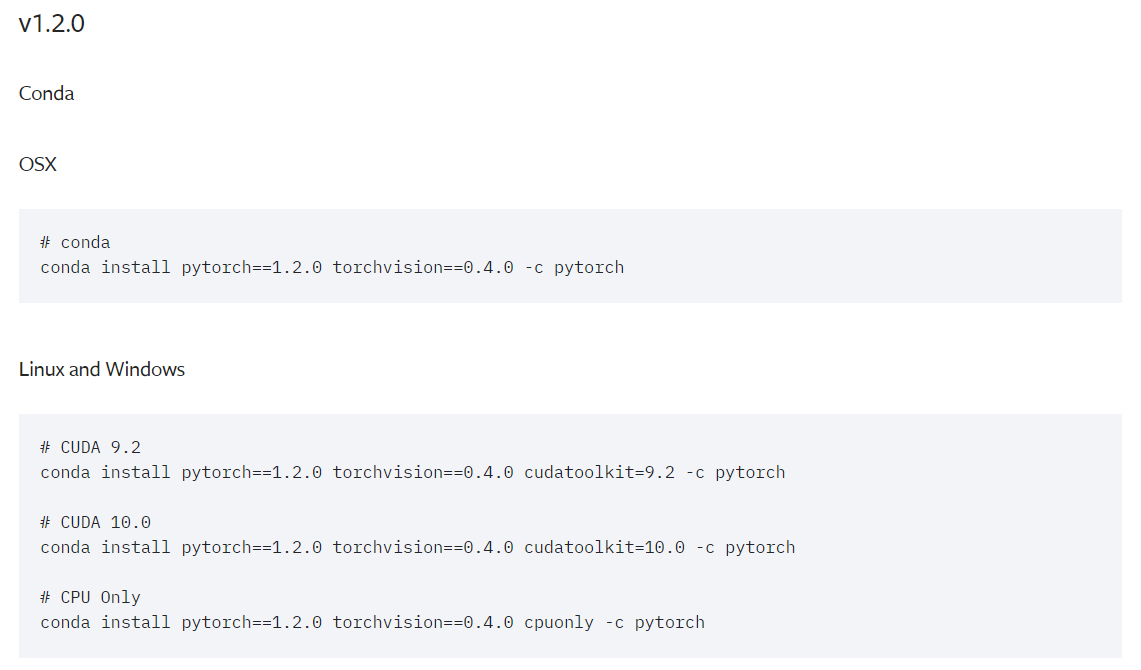 v1.2.0
Conda
OSX
# conda
conda install pytorch==1.2.0 torchvision==0.4.0 -c pytorch
Linux and Windows
# CUDA 9.2
conda install pytorch==1.2.0 torchvision==0.4.0 cudatoolkit=9.2 -c pytorch
# CUDA 10.0
conda install pytorch==1.2.0 torchvision==0.4.0 cudatoolkit=10.0 -c pytorch
# CPU Only
conda install pytorch==1.2.0 torchvision==0.4.0 cpuonly -c pytorch